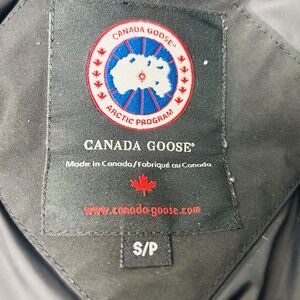 CANADA GOOSE®
ARCTIC PROGRAM
CANADA GOOSE®
Made in Canada/Fabriqué au Canada
www.canada-goose.com
S/P